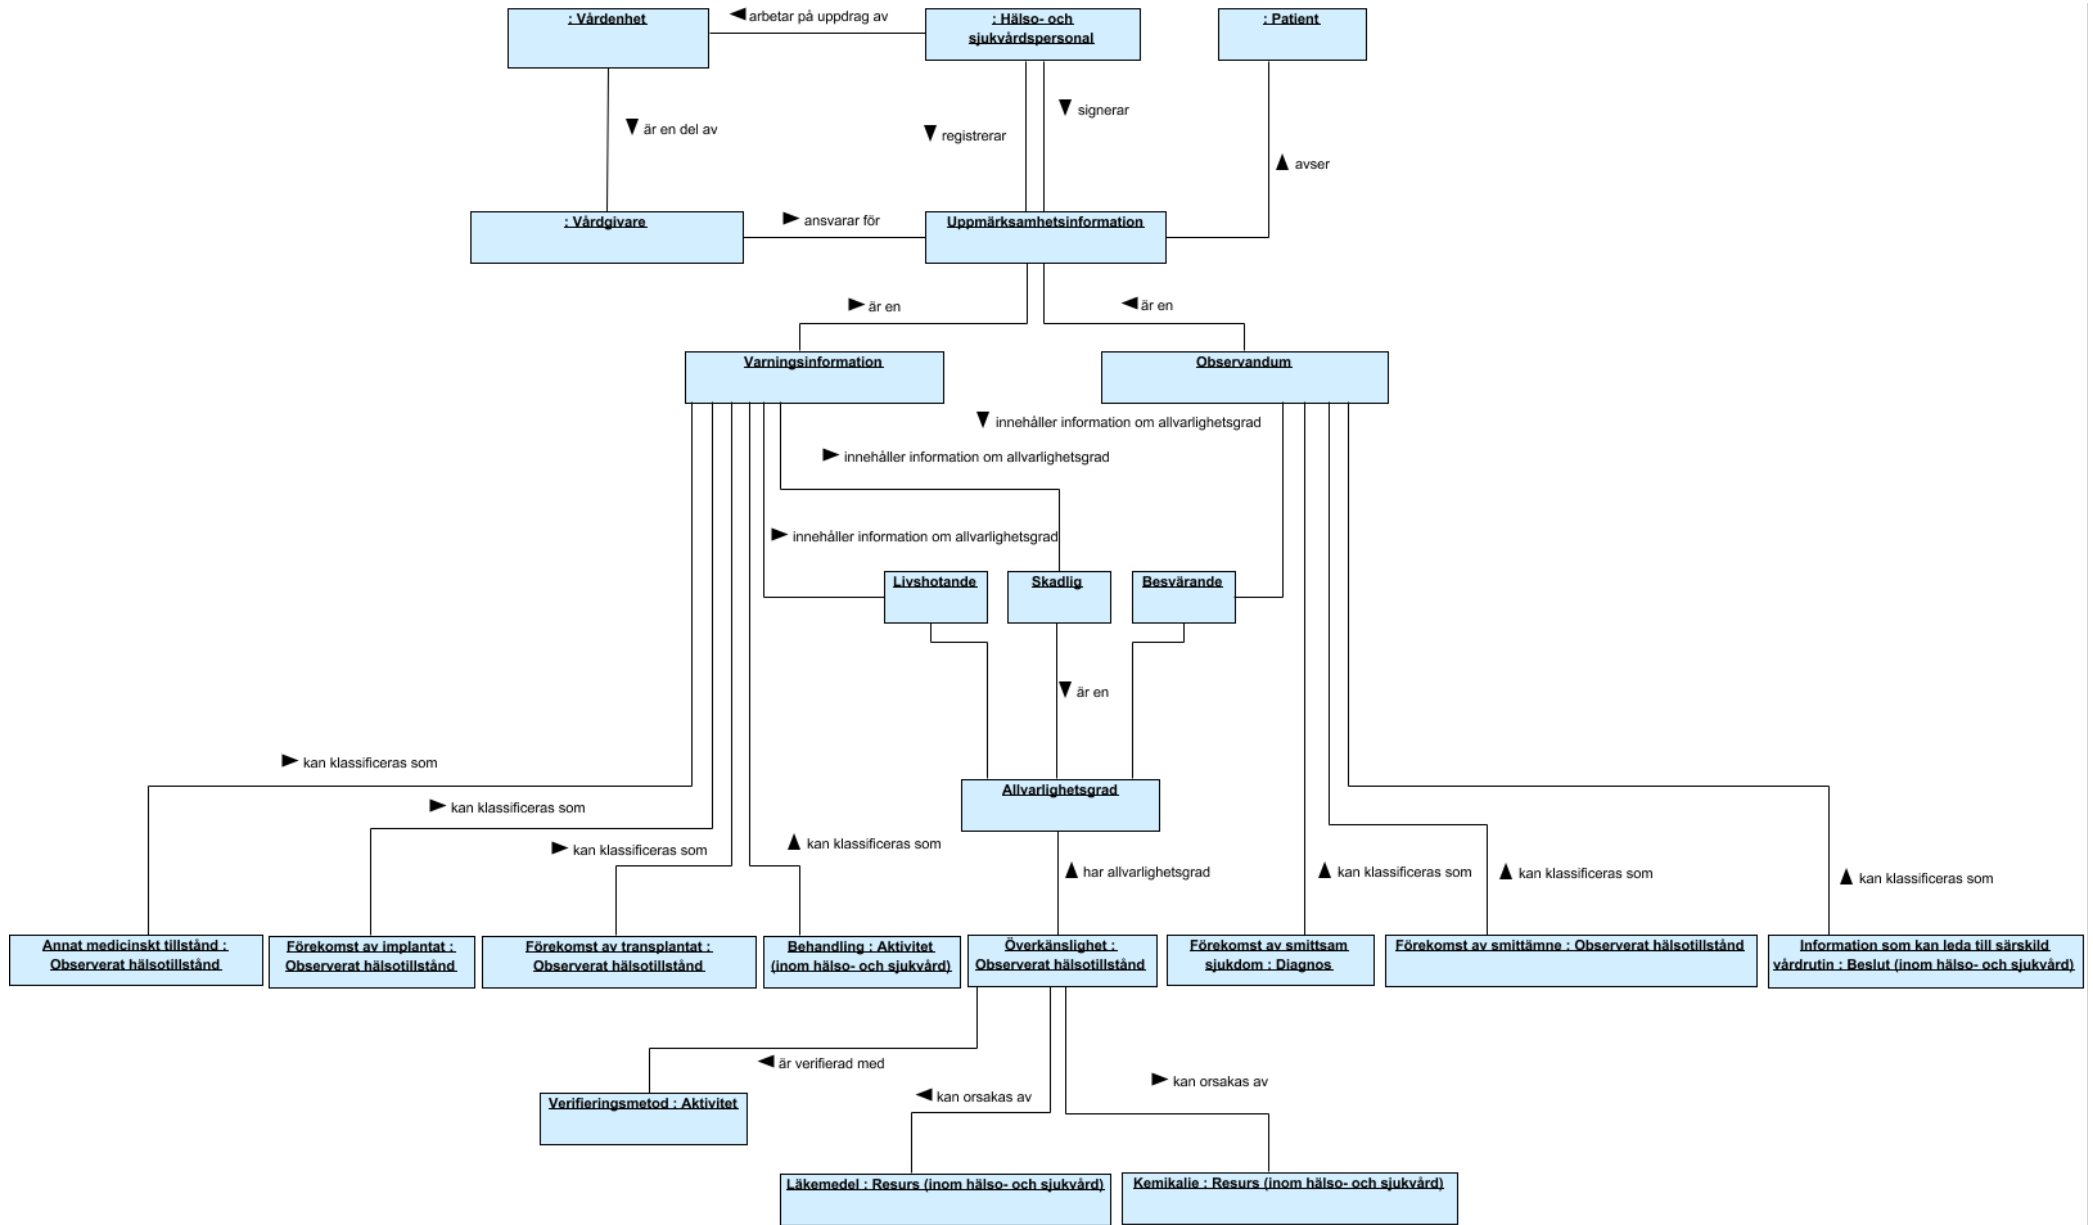 : Vårdenhet
arbetar på uppdrag av
: Hälso- och
sjukvårdspersonal
: Patient
är en del av
registrerar
signerar
avser
: Vårdgivare
ansvarar för
Uppmärksamhetsinformation
är en
är en
Varningsinformation
Observandum
innehåller information om allvarlighetsgrad
innehåller information om allvarlighetsgrad
innehåller information om allvarlighetsgrad
Livshotande
Skadlig
Besvärande
är en
kan klassificeras som
kan klassificeras som
kan klassificeras som
kan klassificeras som
Allvarlighetsgrad
har allvarlighetsgrad
kan klassificeras som
kan klassificeras som
kan klassificeras som
Annat medicinskt tillstånd :
Observerat hälsotillstånd
Förekomst av implantat :
Observerat hälsotillstånd
Förekomst av transplantat :
Observerat hälsotillstånd
Behandling : Aktivitet
(inom hälso- och sjukvård)
Överkänslighet :
Observerat hälsotillstånd
Förekomst av smittsam
sjukdom : Diagnos
Förekomst av smittämne : Observerat hälsotillstånd
Information som kan leda till särskild
vårdrutin : Beslut (inom hälso- och sjukvård)
är verifierad med
kan orsakas av
kan orsakas av
Verifieringsmetod : Aktivitet
Läkemedel : Resurs (inom hälso- och sjukvård)
Kemikalie : Resurs (inom hälso- och sjukvård)